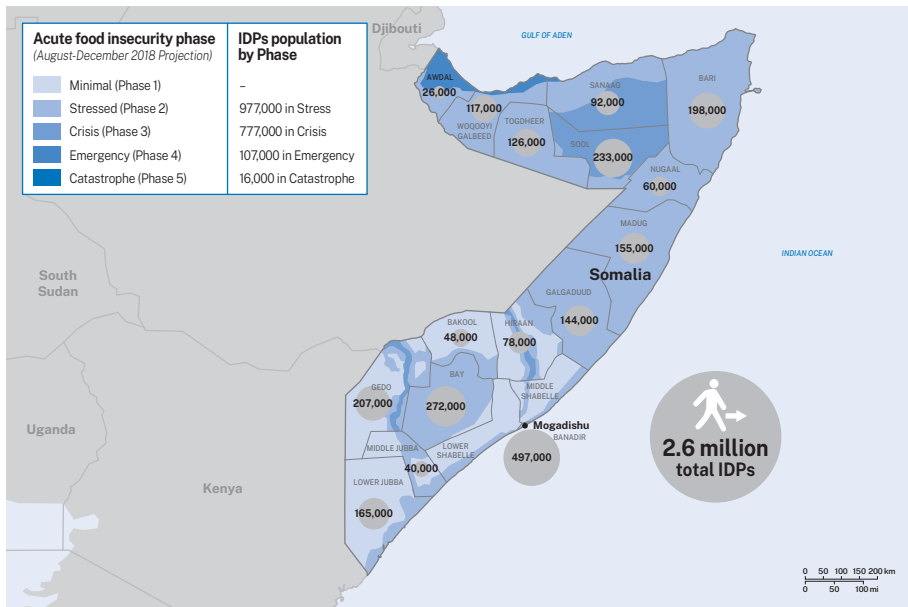 Djibouti
GULF OF ADEN
Acute food insecurity phase
(August-December 2018 Projection)
IDPs population
by Phase
Minimal (Phase 1)
–
Stressed (Phase 2)
977,000 in Stress
Crisis (Phase 3)
777,000 in Crisis
Emergency (Phase 4)
107,000 in Emergency
Catastrophe (Phase 5)
16,000 in Catastrophe
AWDAL
26,000
117,000
WOQOOYI
GALBEED
TOGDHEER
126,000
SANAAG
92,000
BARI
198,000
SOOL
233,000
NUGAAL
60,000
MADUG
155,000
INDIAN OCEAN
Somalia
GALGADUUD
144,000
South
Sudan
BAKOOL
48,000
HIRAAN
78,000
GEDO
207,000
BAY
272,000
MIDDLE
SHABELLE
Mogadishu
BANADIR
497,000
Uganda
MIDDLE JUBBA
LOWER
SHABELLE
40,000
LOWER JUBBA
165,000
Kenya
2.6 million
total IDPs
0 50 100 150 200 km
0 50 100 mi